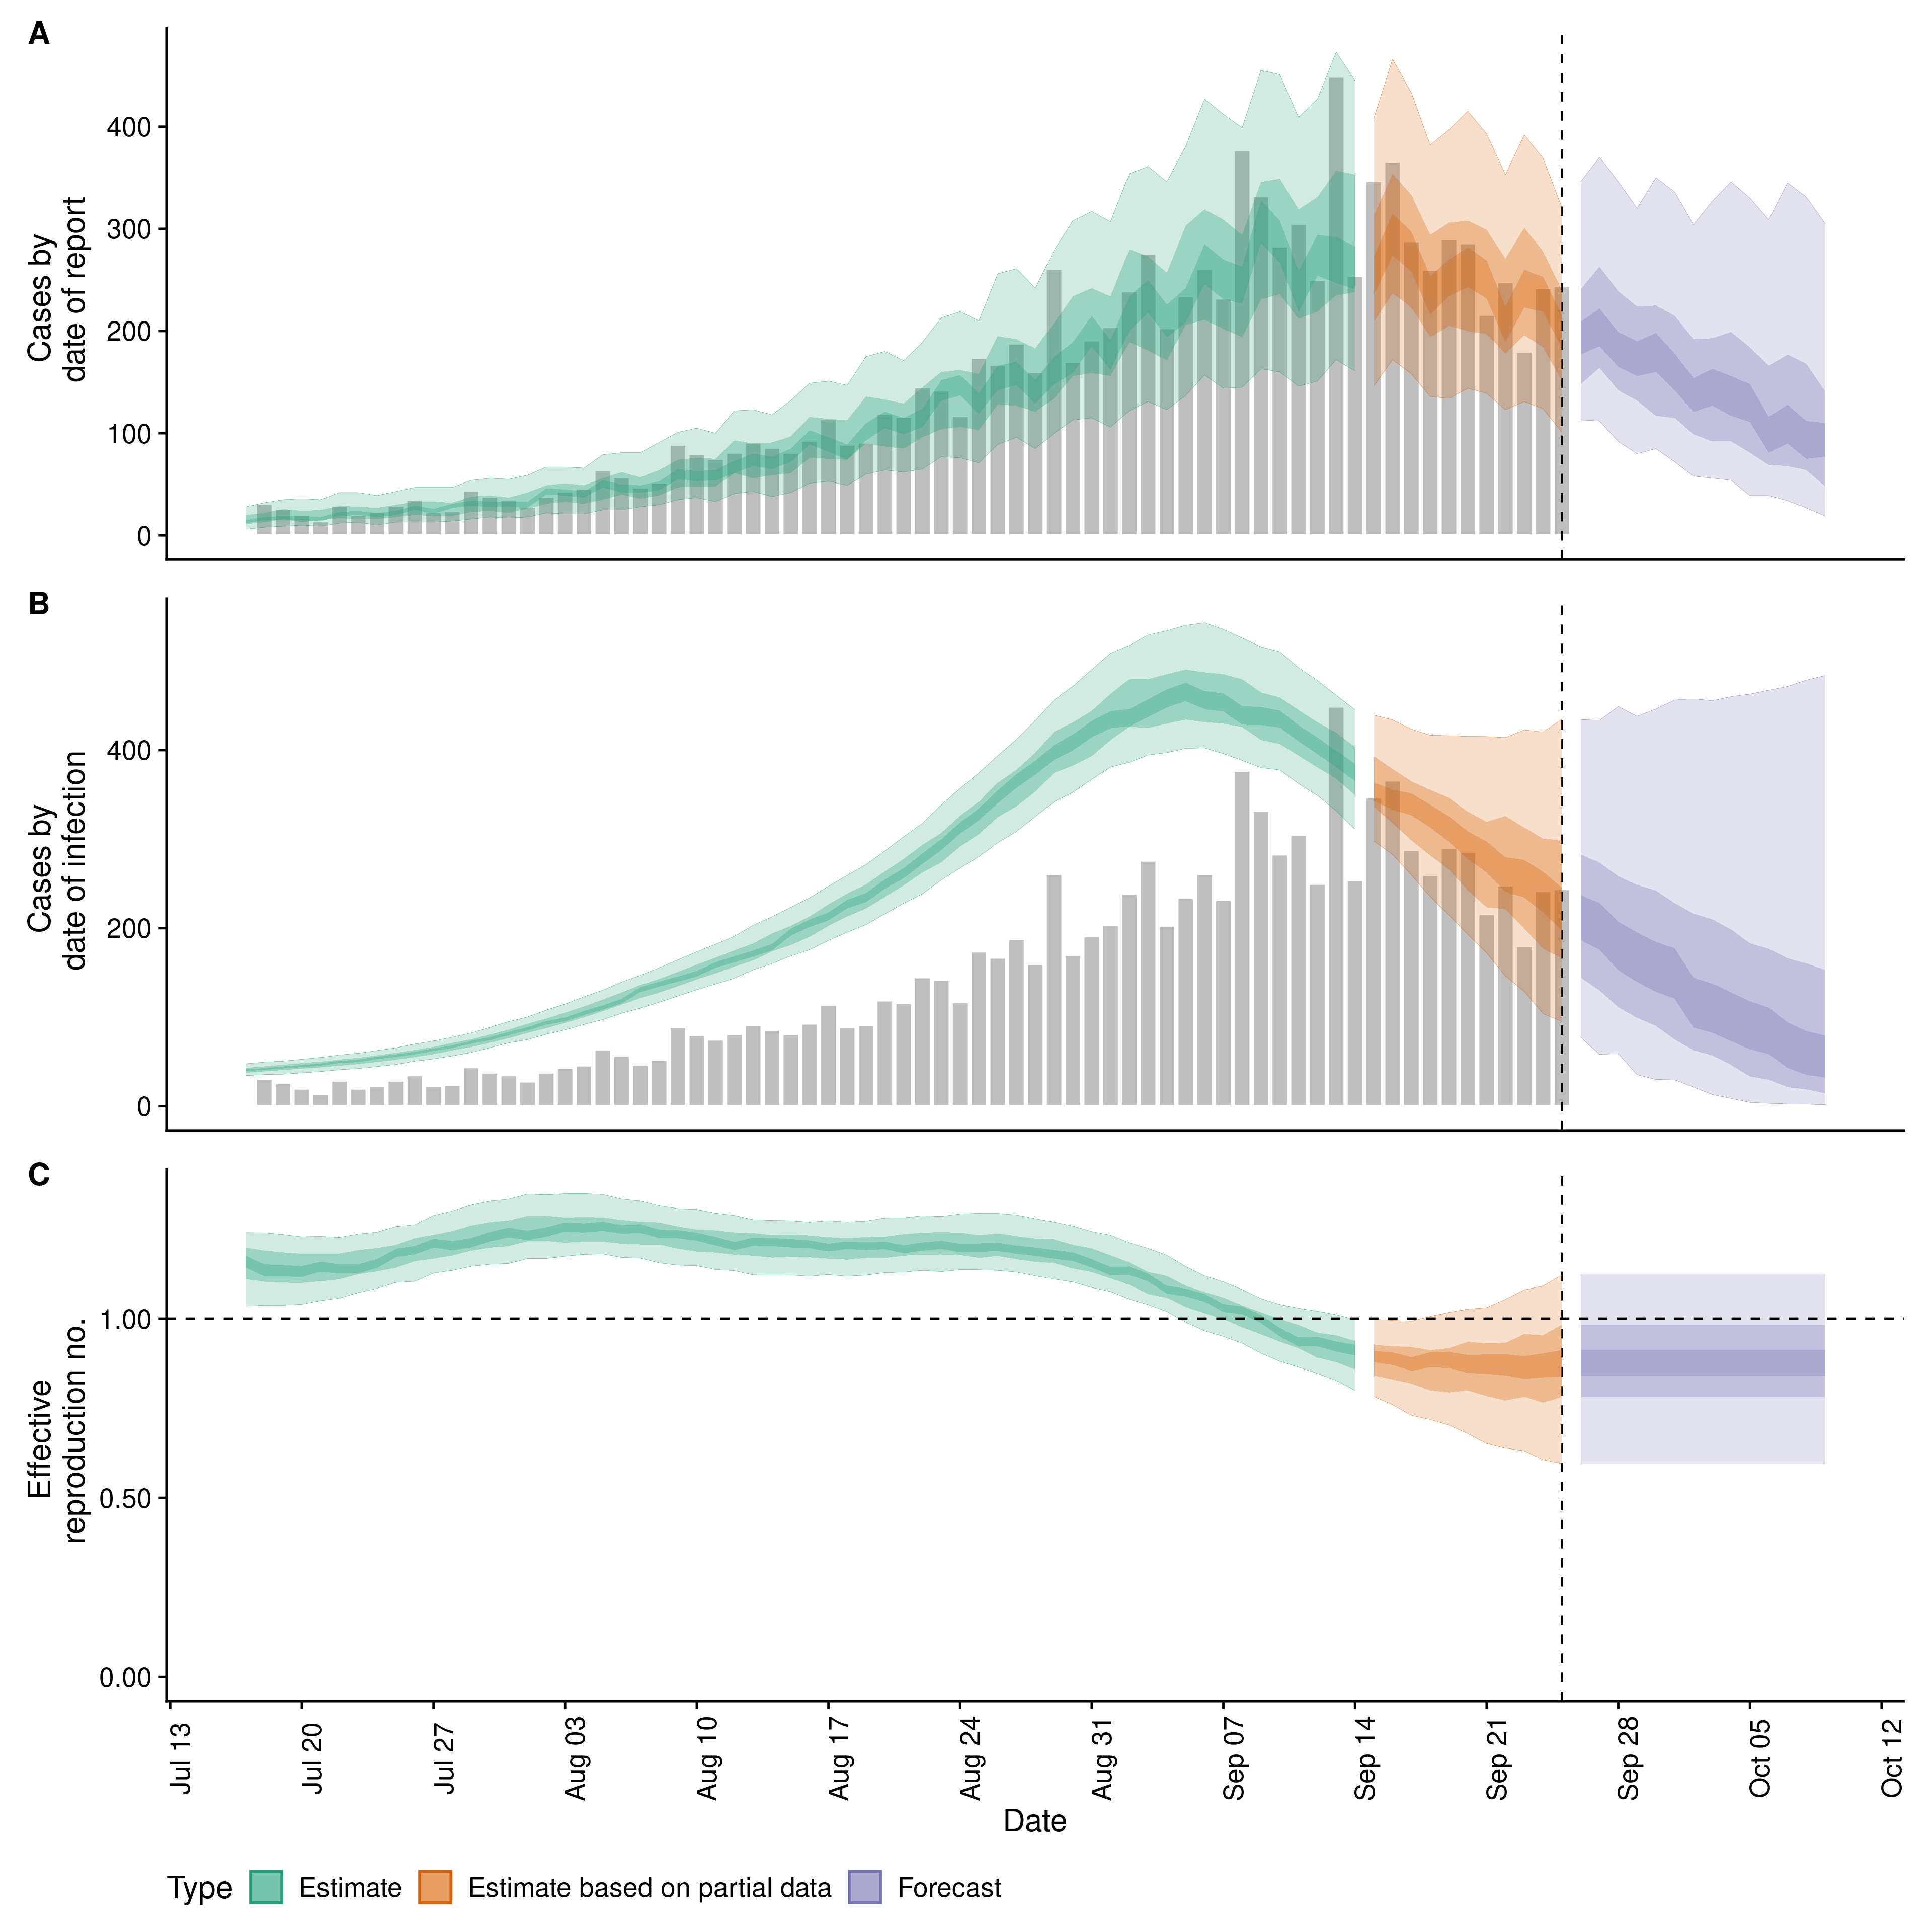 A
Cases by
date of report
400
300
200
100
0
B
Cases by
date of infection
400
200
0
C
Effective
reproduction no.
1.00
0.50
0.00
Jul 13
Jul 20
Jul 27
Aug 03
Aug 10
Aug 17
Aug 24
Aug 31
Sep 07
Sep 14
Sep 21
Sep 28
Oct 05
Oct 12
Date
Type Estimate Estimate based on partial data Forecast